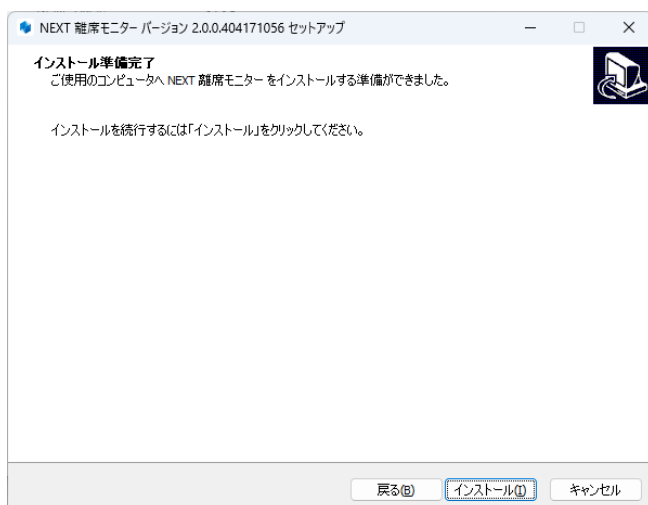 NEXT 離席モニター バージョン 2.0.0.404171056 セットアップ
インストール準備完了
ご使用のコンピュータへ NEXT 離席モニター をインストールする準備ができました。
インストールを続行するには「インストール」をクリックしてください。
戻る(B) インストール(I) キャンセル